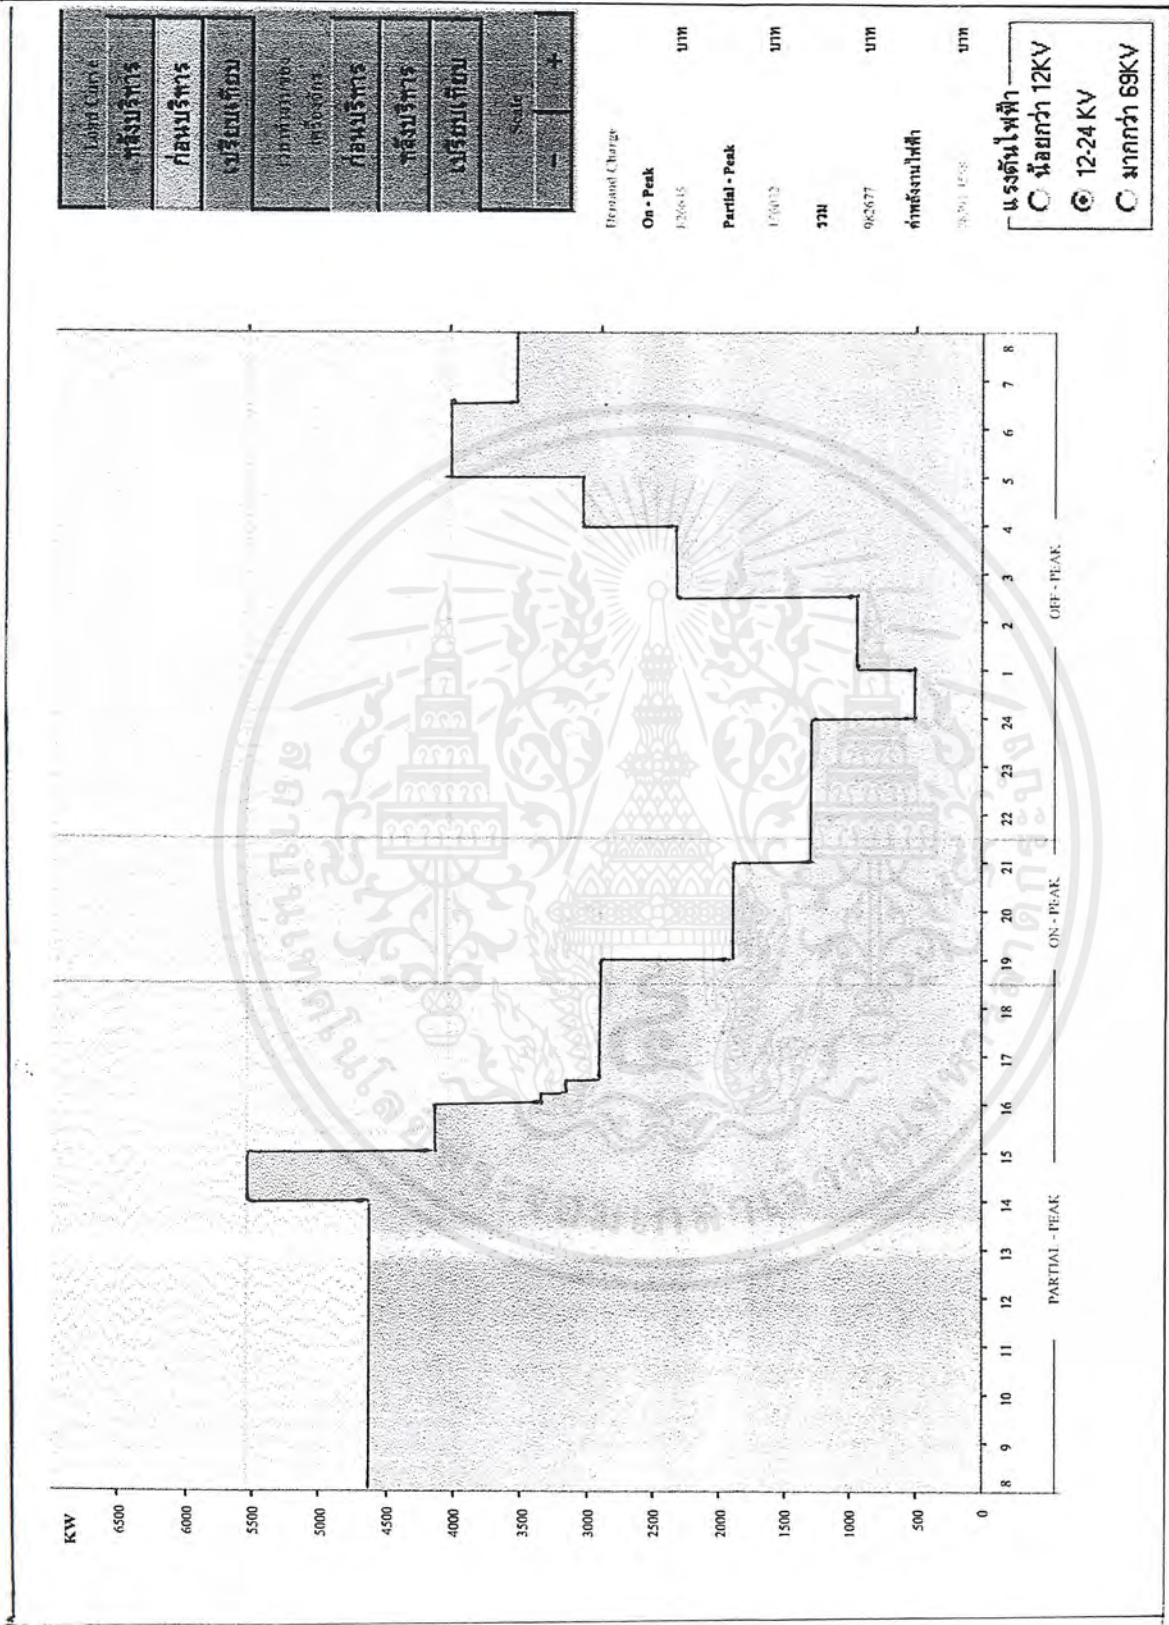 Load Curve
หลังบริหาร
ก่อนบริหาร
เปรียบเทียบ
ก่อนบริหาร
หลังบริหาร
เปรียบเทียบ
Scale
- +
Demand Charge
On - Peak
บาท
Partial - Peak
บาท
รวม
982677 บาท
ค่าพลังงานไฟฟ้า
บาท
แรงดันไฟฟ้า
น้อยกว่า 12KV
12-24 KV
มากกว่า 69KV
KW
6500
6000
5500
5000
4500
4000
3500
3000
2500
2000
1500
1000
500
0
8 9 10 11 12 13 14 15 16 17 18 19 20 21 22 23 24 1 2 3 4 5 6 7 8
PARTIAL - PEAK ON - PEAK OFF - PEAK